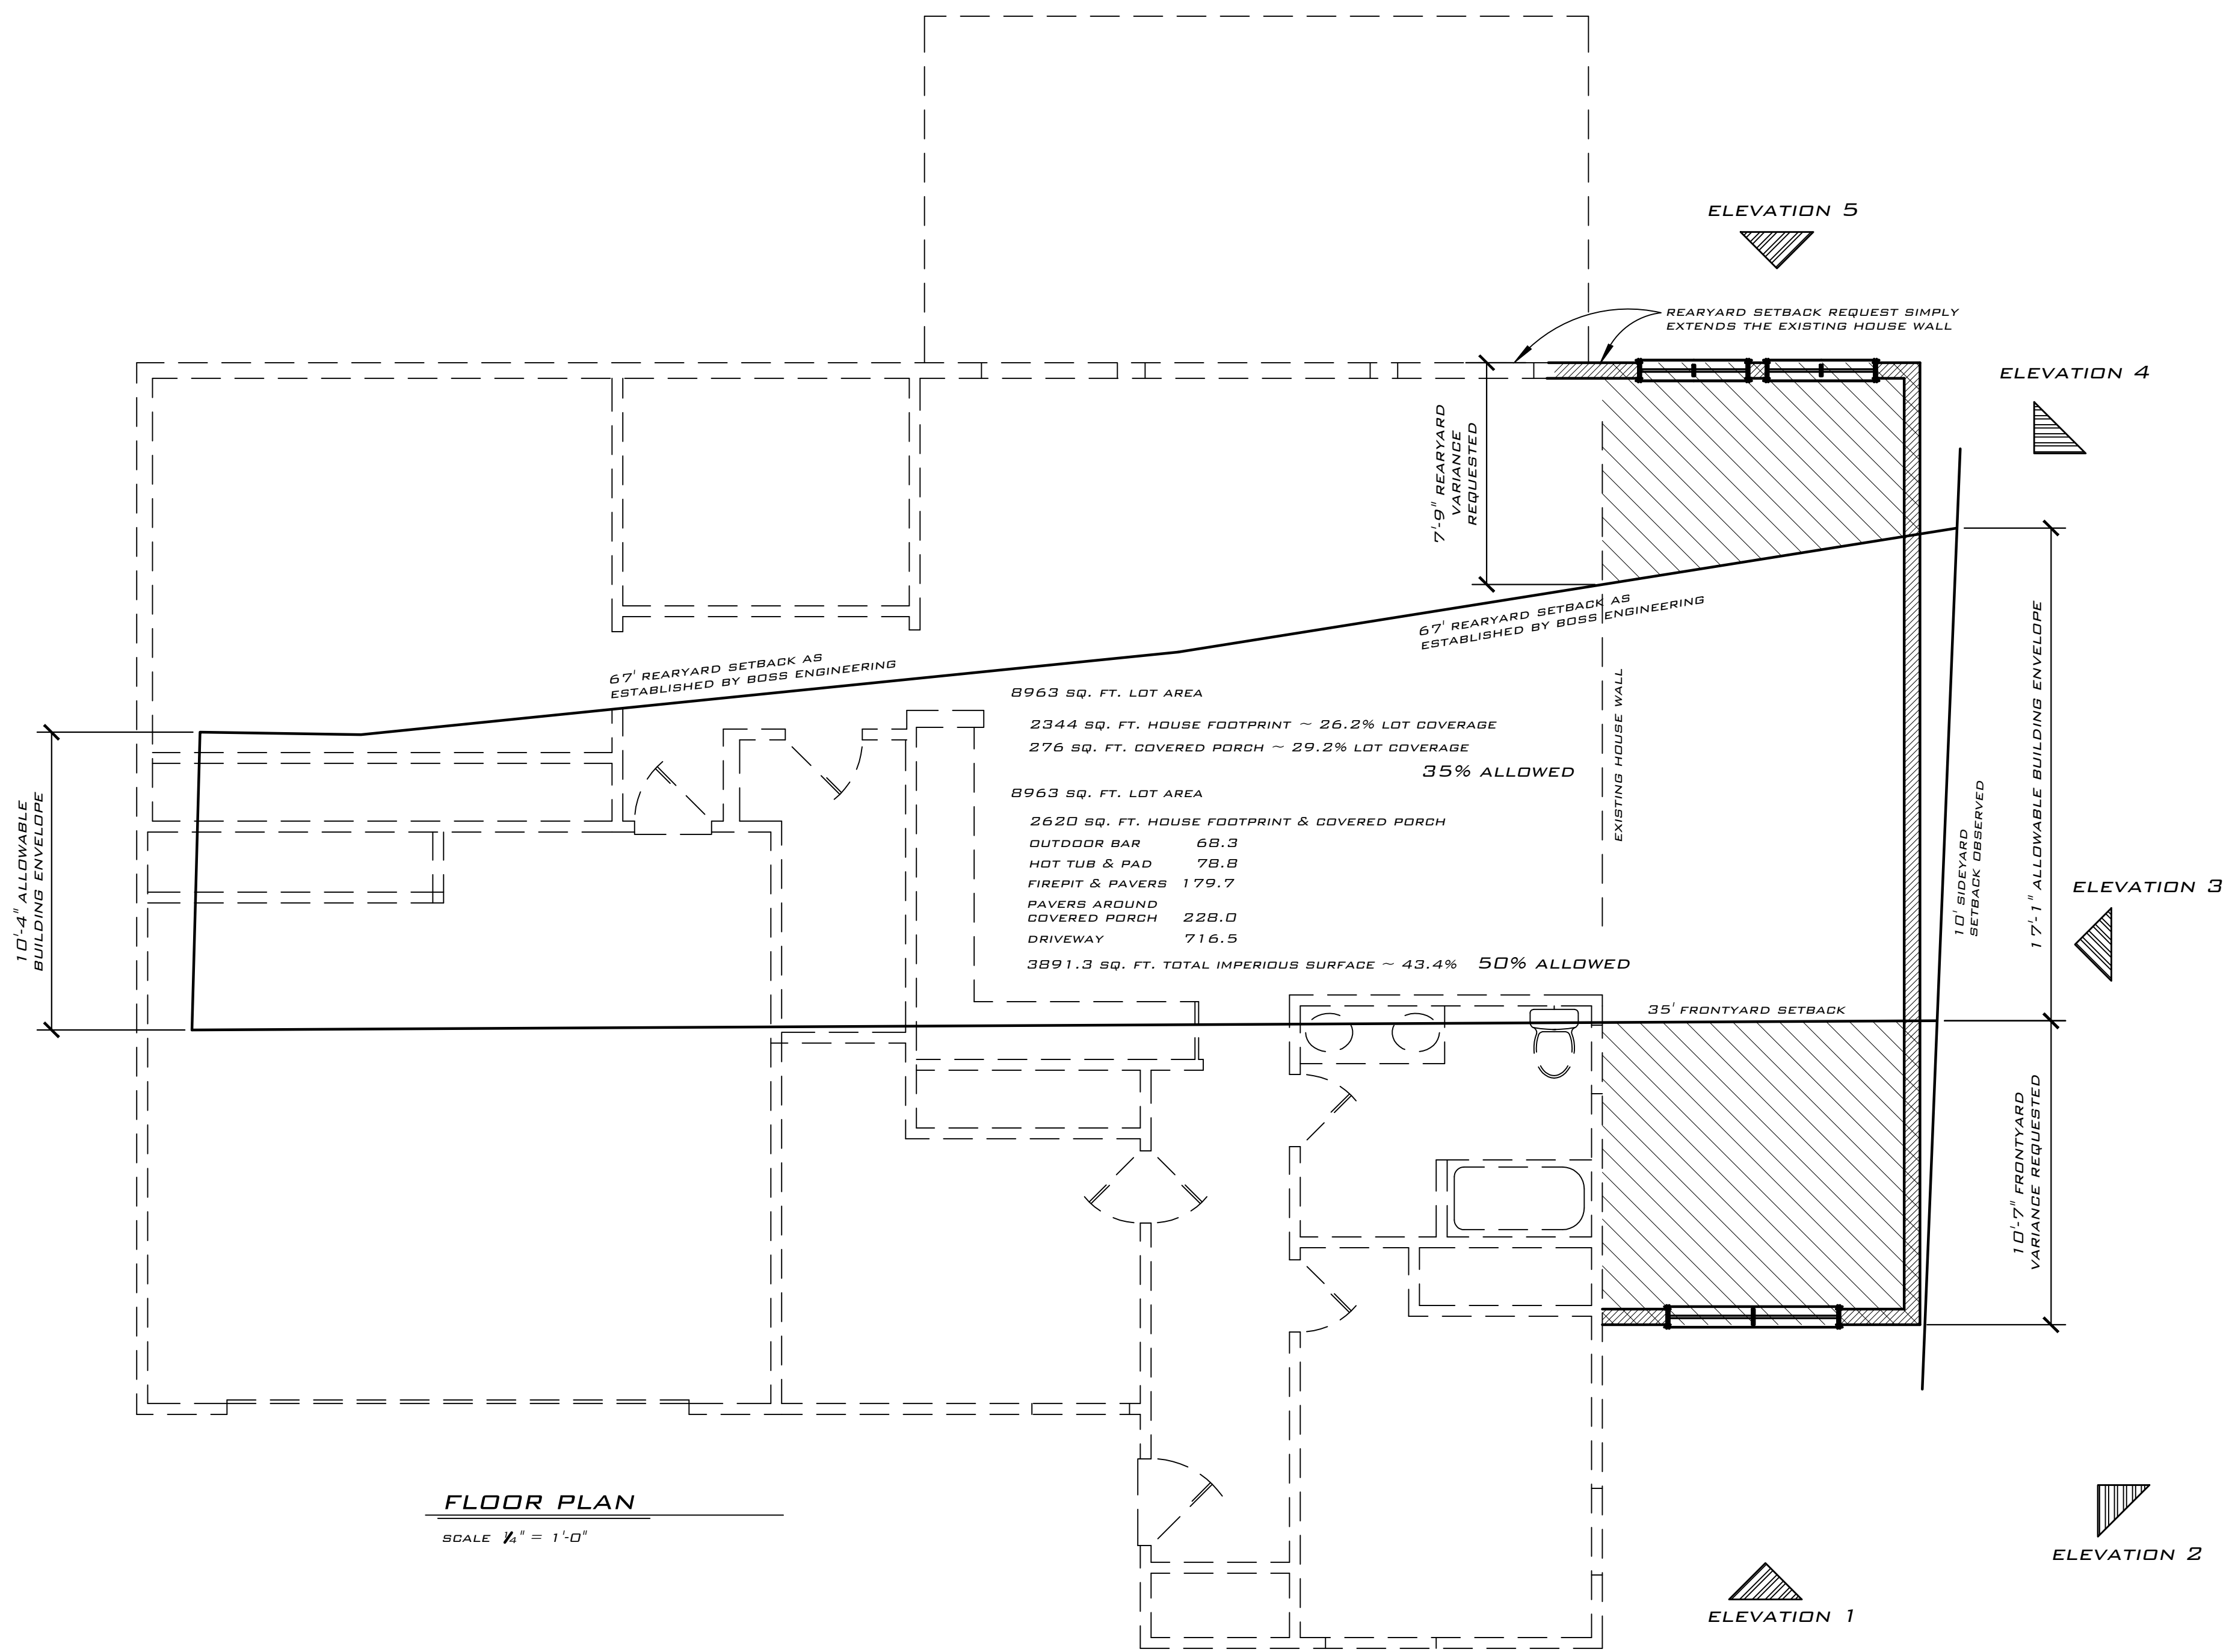 ELEVATION 5
REARYARD SETBACK REQUEST SIMPLY
EXTENDS THE EXISTING HOUSE WALL
ELEVATION 4
7'-9" REARYARD
VARIANCE
REQUESTED
67' REARYARD SETBACK AS
ESTABLISHED BY BOSS ENGINEERING
67' REARYARD SETBACK AS
ESTABLISHED BY BOSS ENGINEERING
8963 SQ. FT. LOT AREA
2344 SQ. FT. HOUSE FOOTPRINT ~ 26.2% LOT COVERAGE
276 SQ. FT. COVERED PORCH ~ 29.2% LOT COVERAGE
35% ALLOWED
8963 SQ. FT. LOT AREA
2620 SQ. FT. HOUSE FOOTPRINT & COVERED PORCH
OUTDOOR BAR 68.3
HOT TUB & PAD 78.8
FIREPIT & PAVERS 179.7
PAVERS AROUND
COVERED PORCH 228.0
DRIVEWAY 716.5
3891.3 SQ. FT. TOTAL IMPERIOUS SURFACE ~ 43.4% 50% ALLOWED
EXISTING HOUSE WALL
10'-4" ALLOWABLE
BUILDING ENVELOPE
10' SIDEYARD
SETBACK OBSERVED
17'-1" ALLOWABLE BUILDING ENVELOPE
ELEVATION 3
35' FRONTYARD SETBACK
10'-7" FRONTYARD
VARIANCE REQUESTED
FLOOR PLAN
SCALE ¼" = 1'-0"
ELEVATION 2
ELEVATION 1